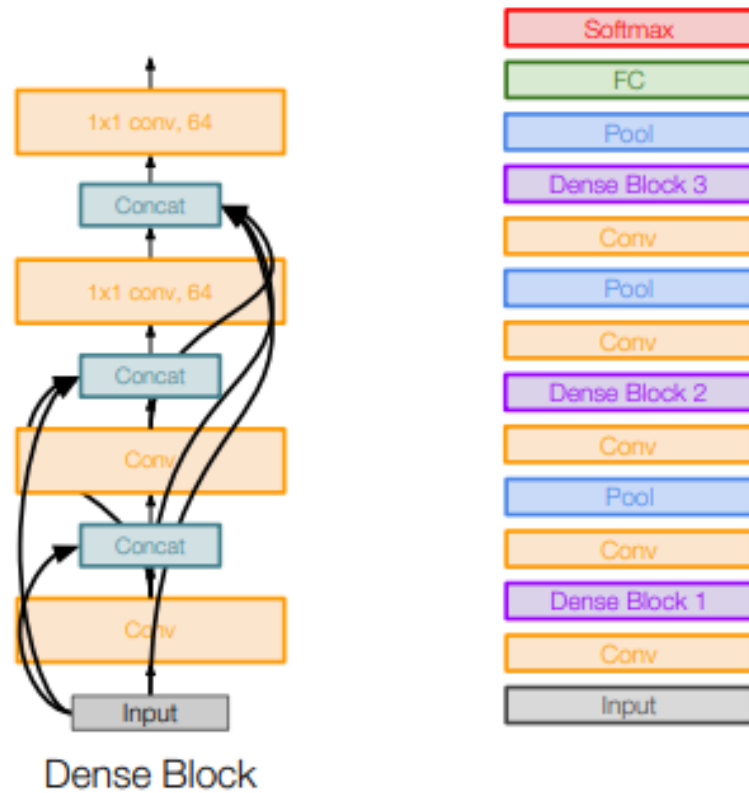 1x1 conv, 64
Concat
1x1 conv, 64
Concat
Conv
Concat
Conv
Input
Dense Block
Softmax
FC
Pool
Dense Block 3
Conv
Pool
Conv
Dense Block 2
Conv
Pool
Conv
Dense Block 1
Conv
Input